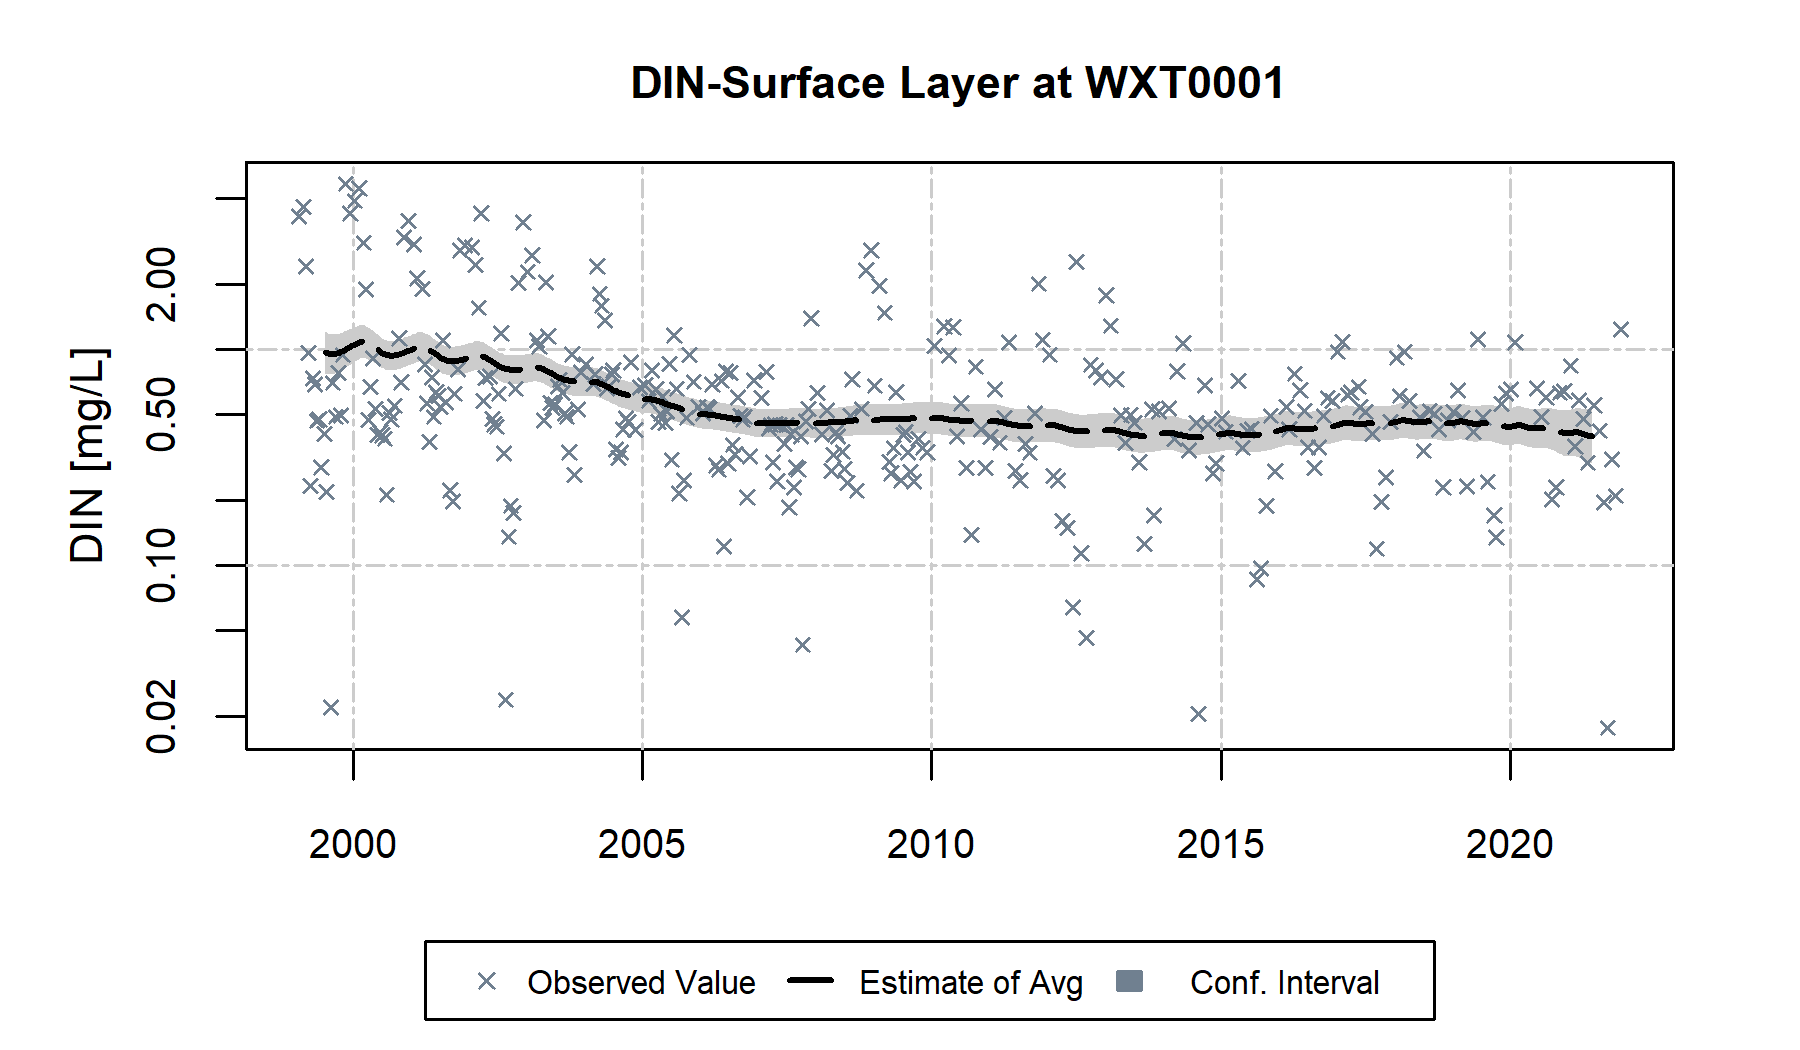 DIN-Surface Layer at WXT0001
DIN [mg/L]
2.00
0.50
0.10
0.02
2000 2005 2010 2015 2020
Observed Value Estimate of Avg Conf. Interval